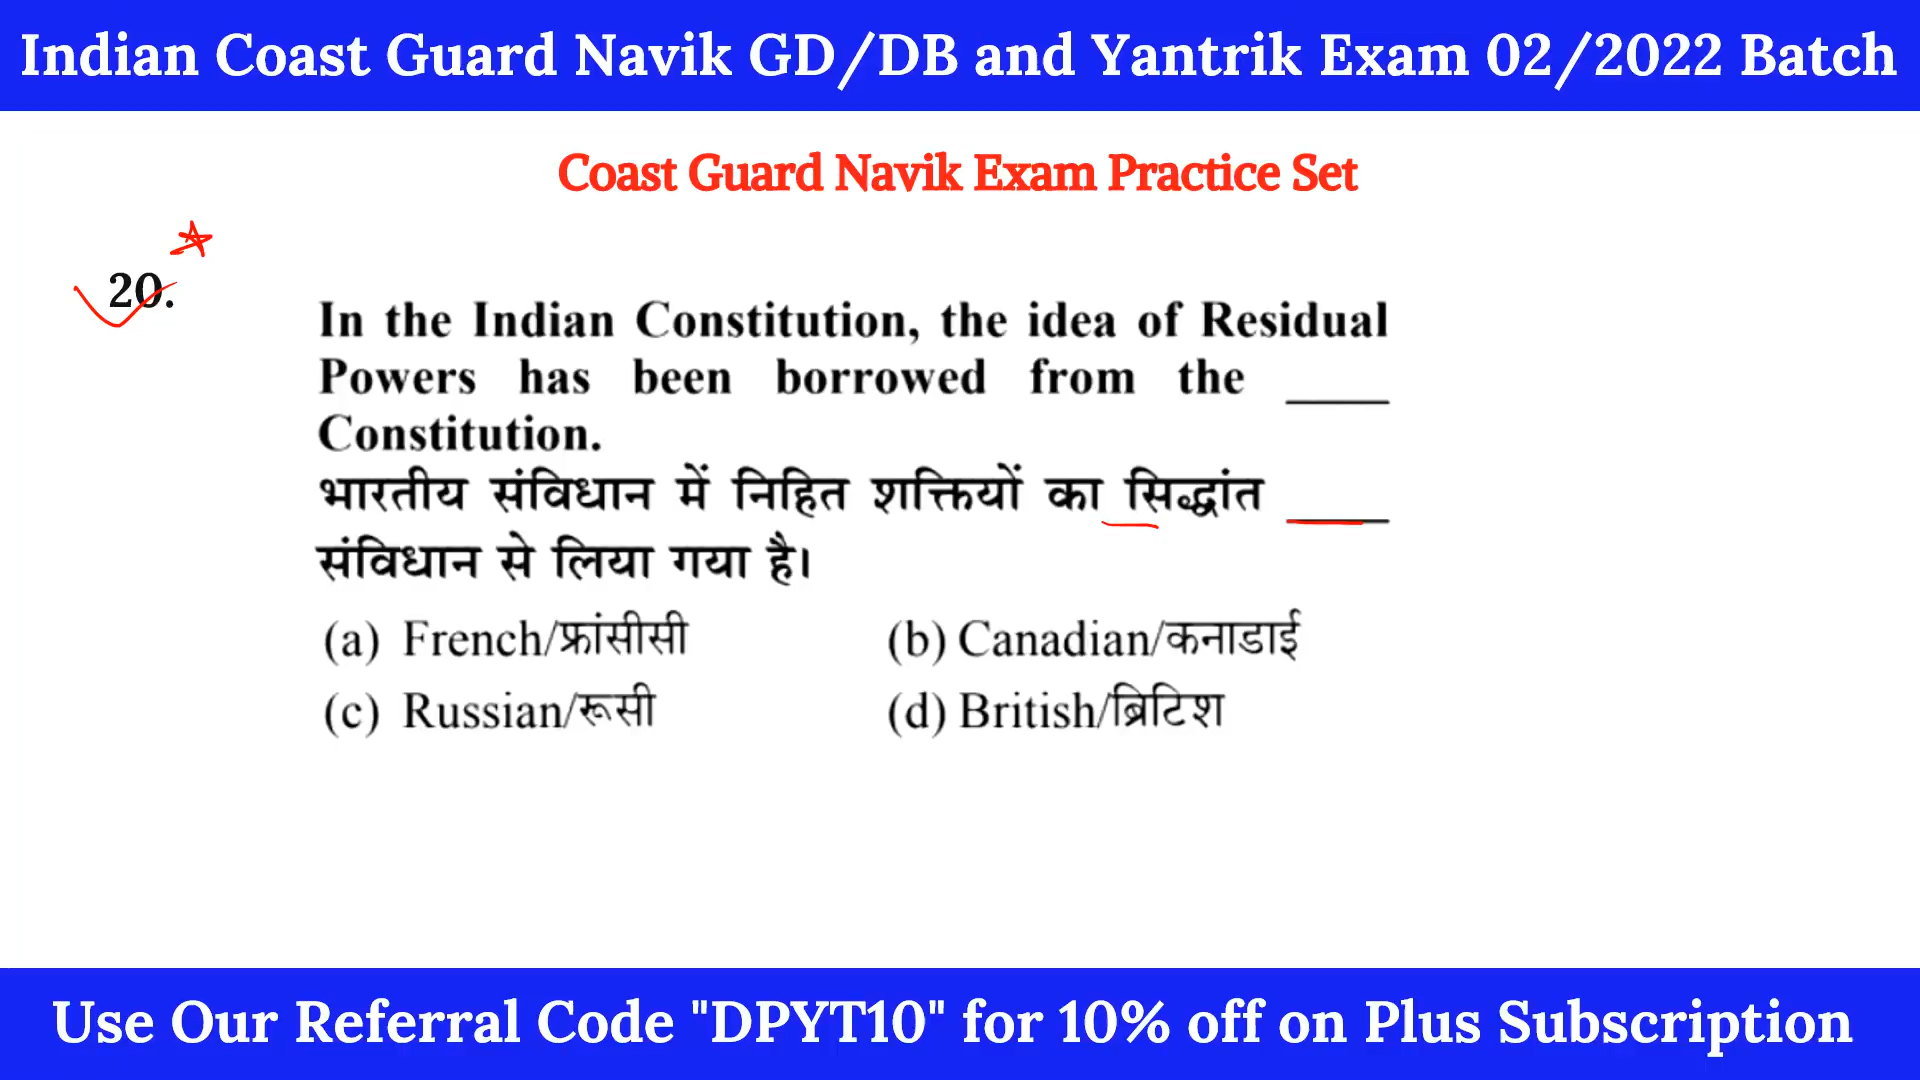 Indian Coast Guard Navik GD/DB and Yantrik Exam 02/2022 Batch
Coast Guard Navik Exam Practice Set
20.
In the Indian Constitution, the idea of Residual
Powers has been borrowed from the ____
Constitution.
भारतीय संविधान में निहित शक्तियों का सिद्धांत ____
संविधान से लिया गया है।
(a) French/फ्रांसीसी (b) Canadian/कनाडाई
(c) Russian/रूसी (d) British/ब्रिटिश
Use Our Referral Code "DPYT10" for 10% off on Plus Subscription